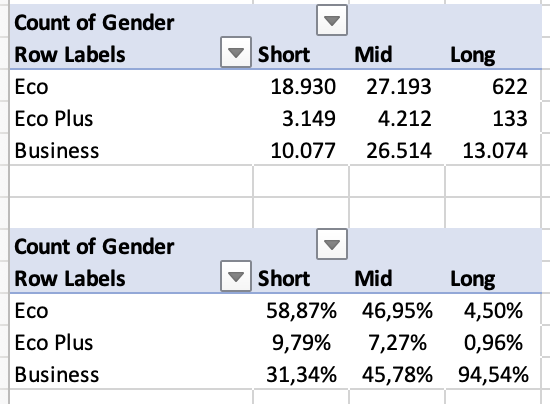 Count of Gender
Row Labels Short Mid Long
Eco 18.930 27.193 622
Eco Plus 3.149 4.212 133
Business 10.077 26.514 13.074
Count of Gender
Row Labels Short Mid Long
Eco 58,87% 46,95% 4,50%
Eco Plus 9,79% 7,27% 0,96%
Business 31,34% 45,78% 94,54%